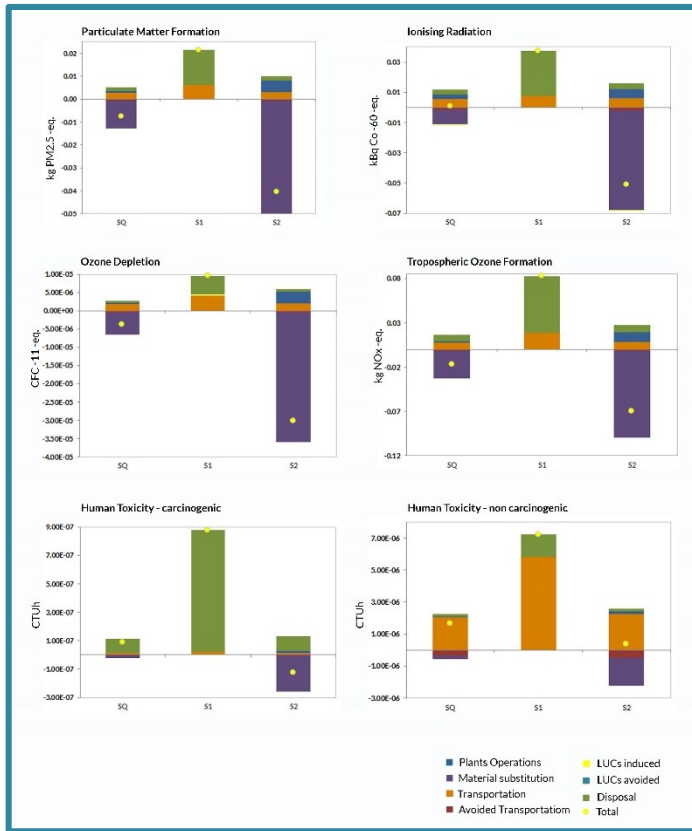 Particulate Matter Formation
kg PM2.5 -eq.
0.02
0.01
0.00
-0.01
-0.02
-0.03
-0.04
-0.05
SQ S1 S2
Ionising Radiation
kBq Co -60 -eq.
0.03
0.01
-0.01
-0.03
-0.05
-0.07
SQ S1 S2
Ozone Depletion
CFC -11 -eq.
1.00E-05
5.00E-06
0.00E+00
-5.00E-06
-1.00E-05
-1.50E-05
-2.00E-05
-2.50E-05
-3.00E-05
-3.50E-05
-4.00E-05
SQ S1 S2
Tropospheric Ozone Formation
kg NOx -eq.
0.08
0.03
-0.02
-0.07
-0.12
SQ S1 S2
Human Toxicity - carcinogenic
CTUh
9.00E-07
7.00E-07
5.00E-07
3.00E-07
1.00E-07
-1.00E-07
-3.00E-07
SQ S1 S2
Human Toxicity - non carcinogenic
CTUh
7.00E-06
5.00E-06
3.00E-06
1.00E-06
-1.00E-06
-3.00E-06
SQ S1 S2
Plants Operations
Material substitution
Transportation
Avoided Transportatiom
LUCs induced
LUCs avoided
Disposal
Total